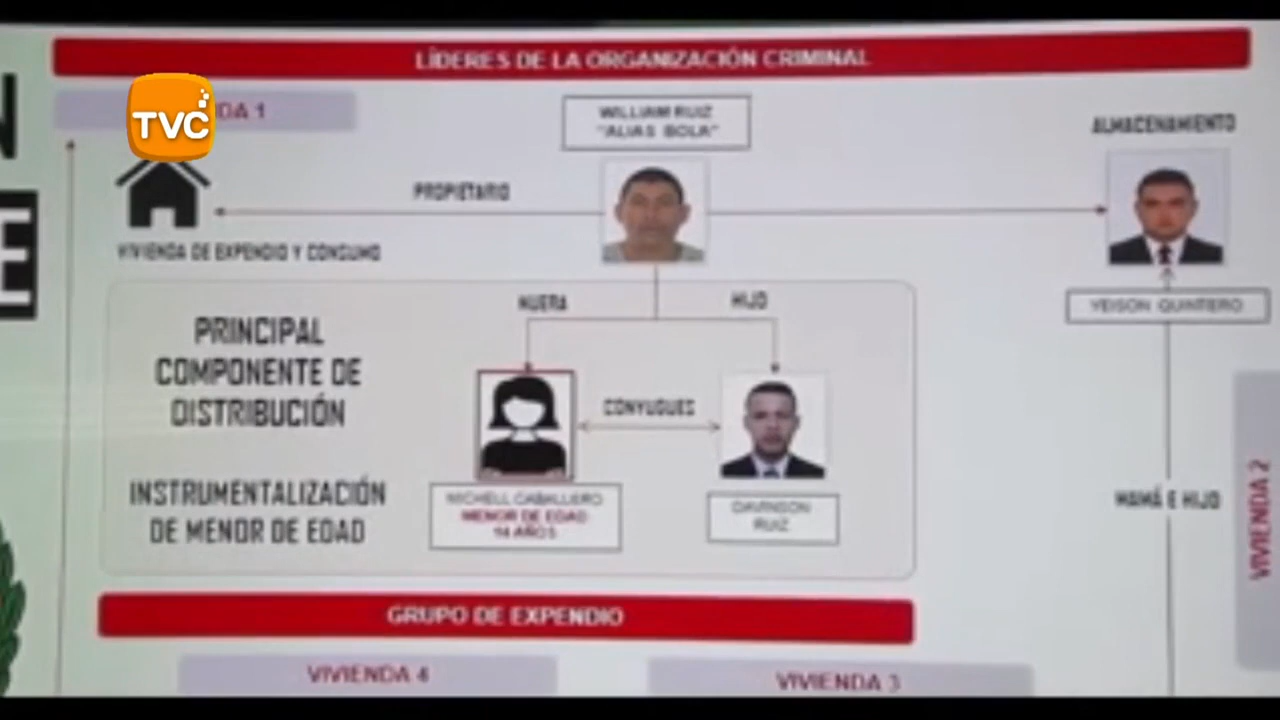 LÍDERES DE LA ORGANIZACIÓN CRIMINAL
TVC
DA 1
WILLIAM RUIZ
"ALIAS BOLA"
ALMACENAMIENTO
PROPIETARIO
VIVIENDA DE EXPENDIO Y CONSUMO
NUERA
HIJO
YEISON QUINTERO
PRINCIPAL
COMPONENTE DE
DISTRIBUCIÓN
CONYUGUES
INSTRUMENTALIZACIÓN
DE MENOR DE EDAD
MICHELL CABALLERO
MENOR DE EDAD
AÑOS
RUIZ
MAMÁ E HIJO
VIVIENDA 2
GRUPO DE EXPENDIO
VIVIENDA 4
VIVIENDA 3
N
E